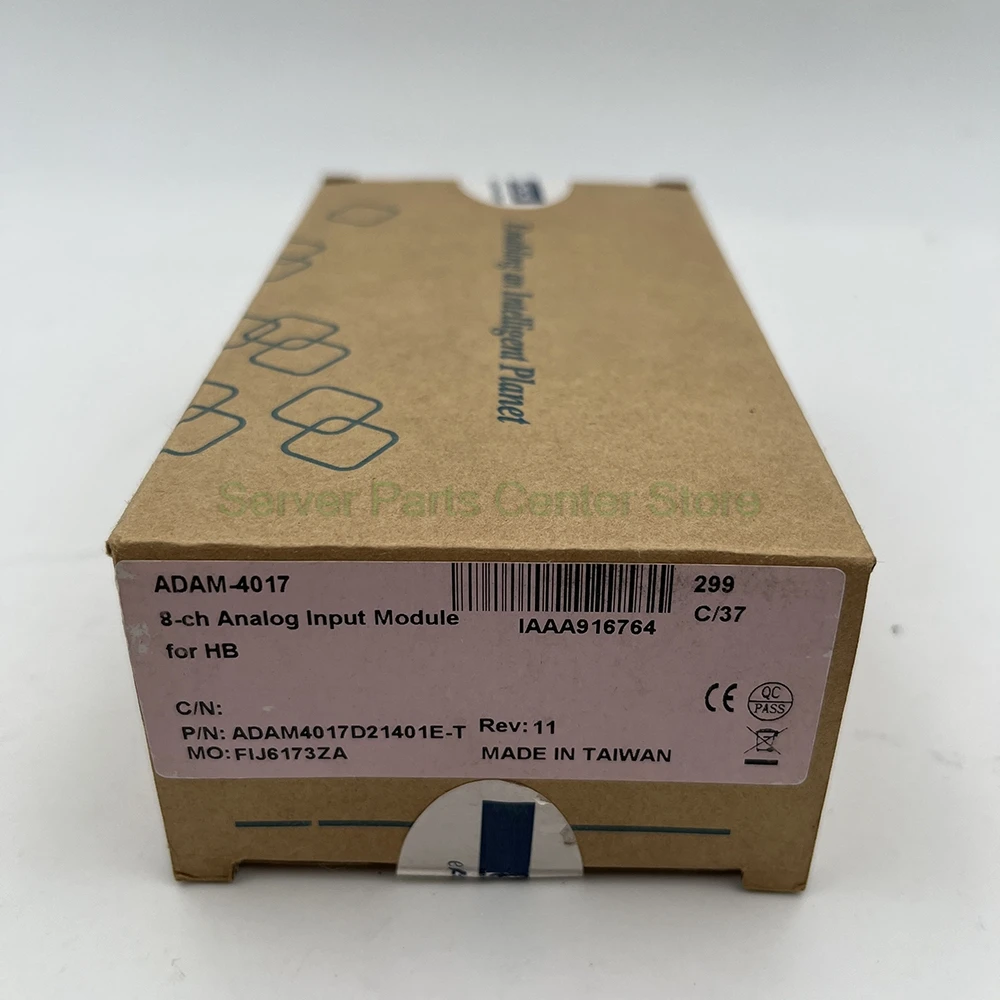 Enabling an Intelligent Planet
Server Parts Center Store
ADAM-4017
8-ch Analog Input Module
for HB
IAAA916764
299
C/37
CE
QC
PASS
C/N:
P/N: ADAM4017D21401E-T
Rev: 11
MO: FIJ6173ZA
MADE IN TAIWAN